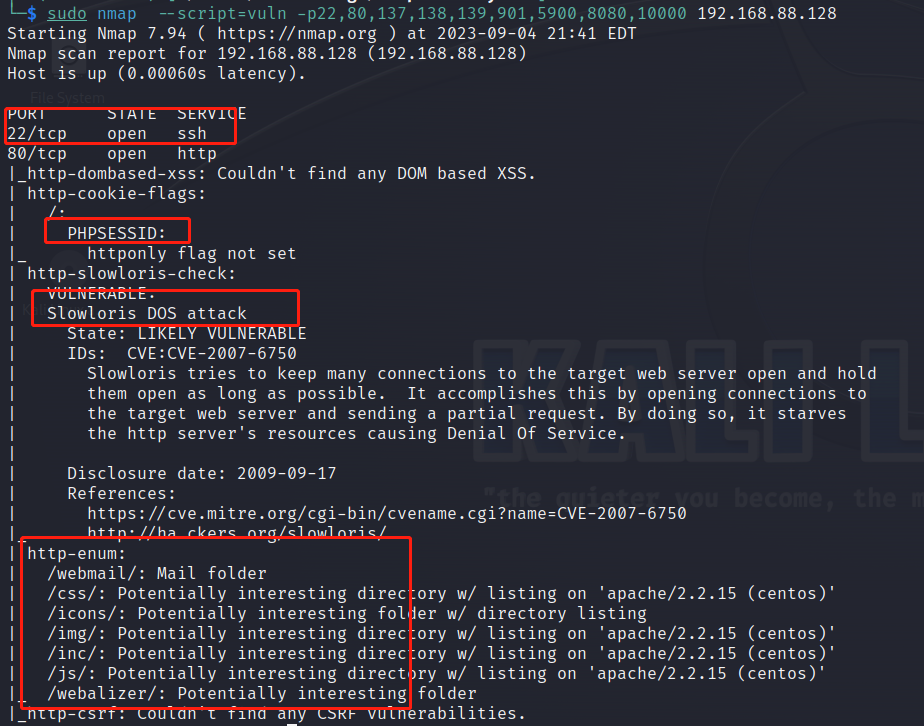 └─$ sudo nmap --script=vuln -p22,80,137,138,139,901,5900,8080,10000 192.168.88.128
Starting Nmap 7.94 ( https://nmap.org ) at 2023-09-04 21:41 EDT
Nmap scan report for 192.168.88.128 (192.168.88.128)
Host is up (0.00060s latency).
File System
PORT STATE SERVICE
22/tcp open ssh
80/tcp open http
|_http-dombased-xss: Couldn't find any DOM based XSS.
| http-cookie-flags:
| /:
| PHPSESSID:
|_ httponly flag not set
| http-slowloris-check:
| VULNERABLE:
| Slowloris DOS attack
| State: LIKELY VULNERABLE
| IDs: CVE:CVE-2007-6750
| Slowloris tries to keep many connections to the target web server open and hold
| them open as long as possible. It accomplishes this by opening connections to
| the target web server and sending a partial request. By doing so, it starves
| the http server's resources causing Denial Of Service.
|
| Disclosure date: 2009-09-17
| References:
| https://cve.mitre.org/cgi-bin/cvename.cgi?name=CVE-2007-6750
|_ http://ha.ckers.org/slowloris/
| http-enum:
| /webmail/: Mail folder
| /css/: Potentially interesting directory w/ listing on 'apache/2.2.15 (centos)'
| /icons/: Potentially interesting folder w/ directory listing
| /img/: Potentially interesting directory w/ listing on 'apache/2.2.15 (centos)'
| /inc/: Potentially interesting directory w/ listing on 'apache/2.2.15 (centos)'
| /js/: Potentially interesting directory w/ listing on 'apache/2.2.15 (centos)'
|_ /webalizer/: Potentially interesting folder
|_http-csrf: Couldn't find any CSRF vulnerabilities.
KALI L
"the quieter you become, the m